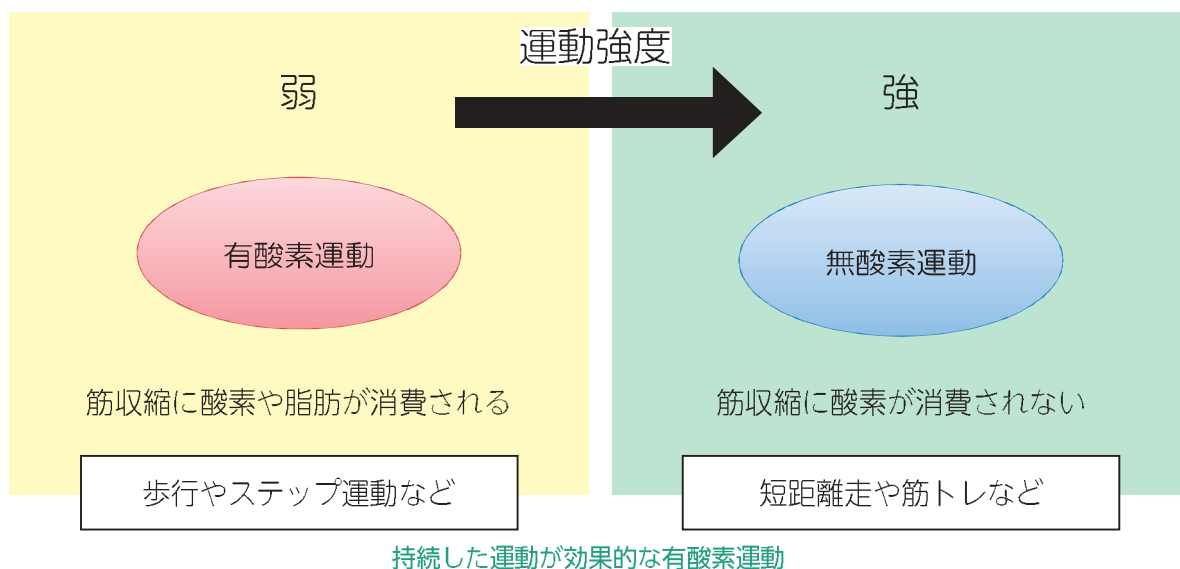 運動強度
弱
強
有酸素運動
無酸素運動
筋収縮に酸素や脂肪が消費される
筋収縮に酸素が消費されない
歩行やステップ運動など
短距離走や筋トレなど
持続した運動が効果的な有酸素運動